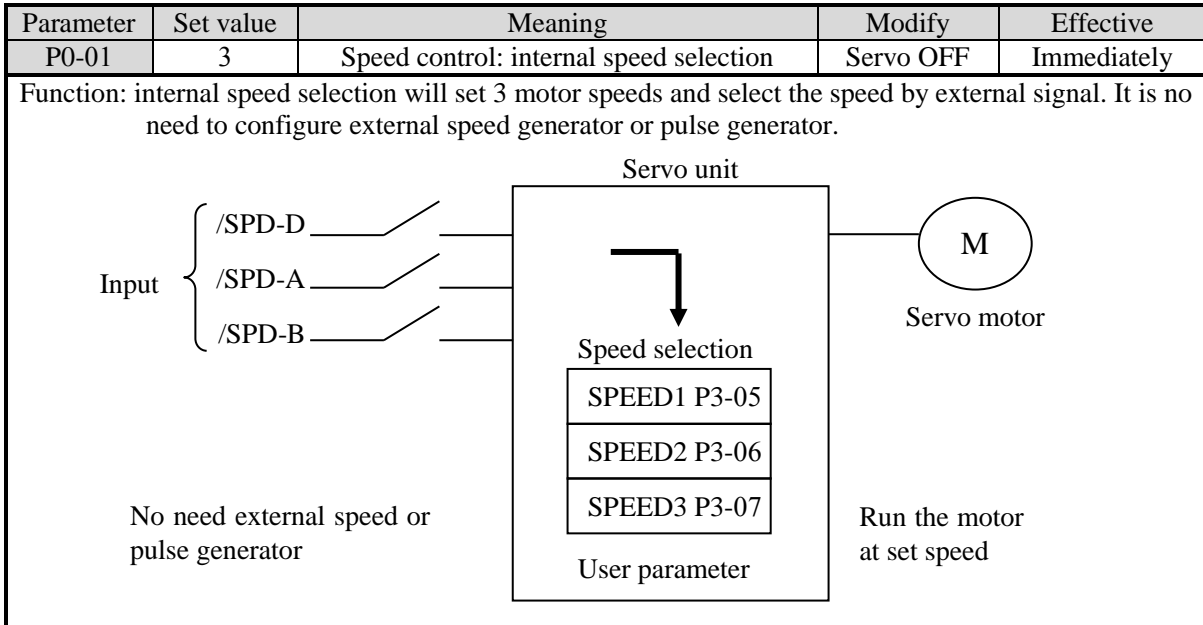 Parameter Set value Meaning Modify Effective
P0-01 3 Speed control: internal speed selection Servo OFF Immediately
Function: internal speed selection will set 3 motor speeds and select the speed by external signal. It is no
need to configure external speed generator or pulse generator.
Servo unit
/SPD-D
M
Input
/SPD-A
Servo motor
/SPD-B
Speed selection
SPEED1 P3-05
SPEED2 P3-06
SPEED3 P3-07
No need external speed or
pulse generator
Run the motor
at set speed
User parameter